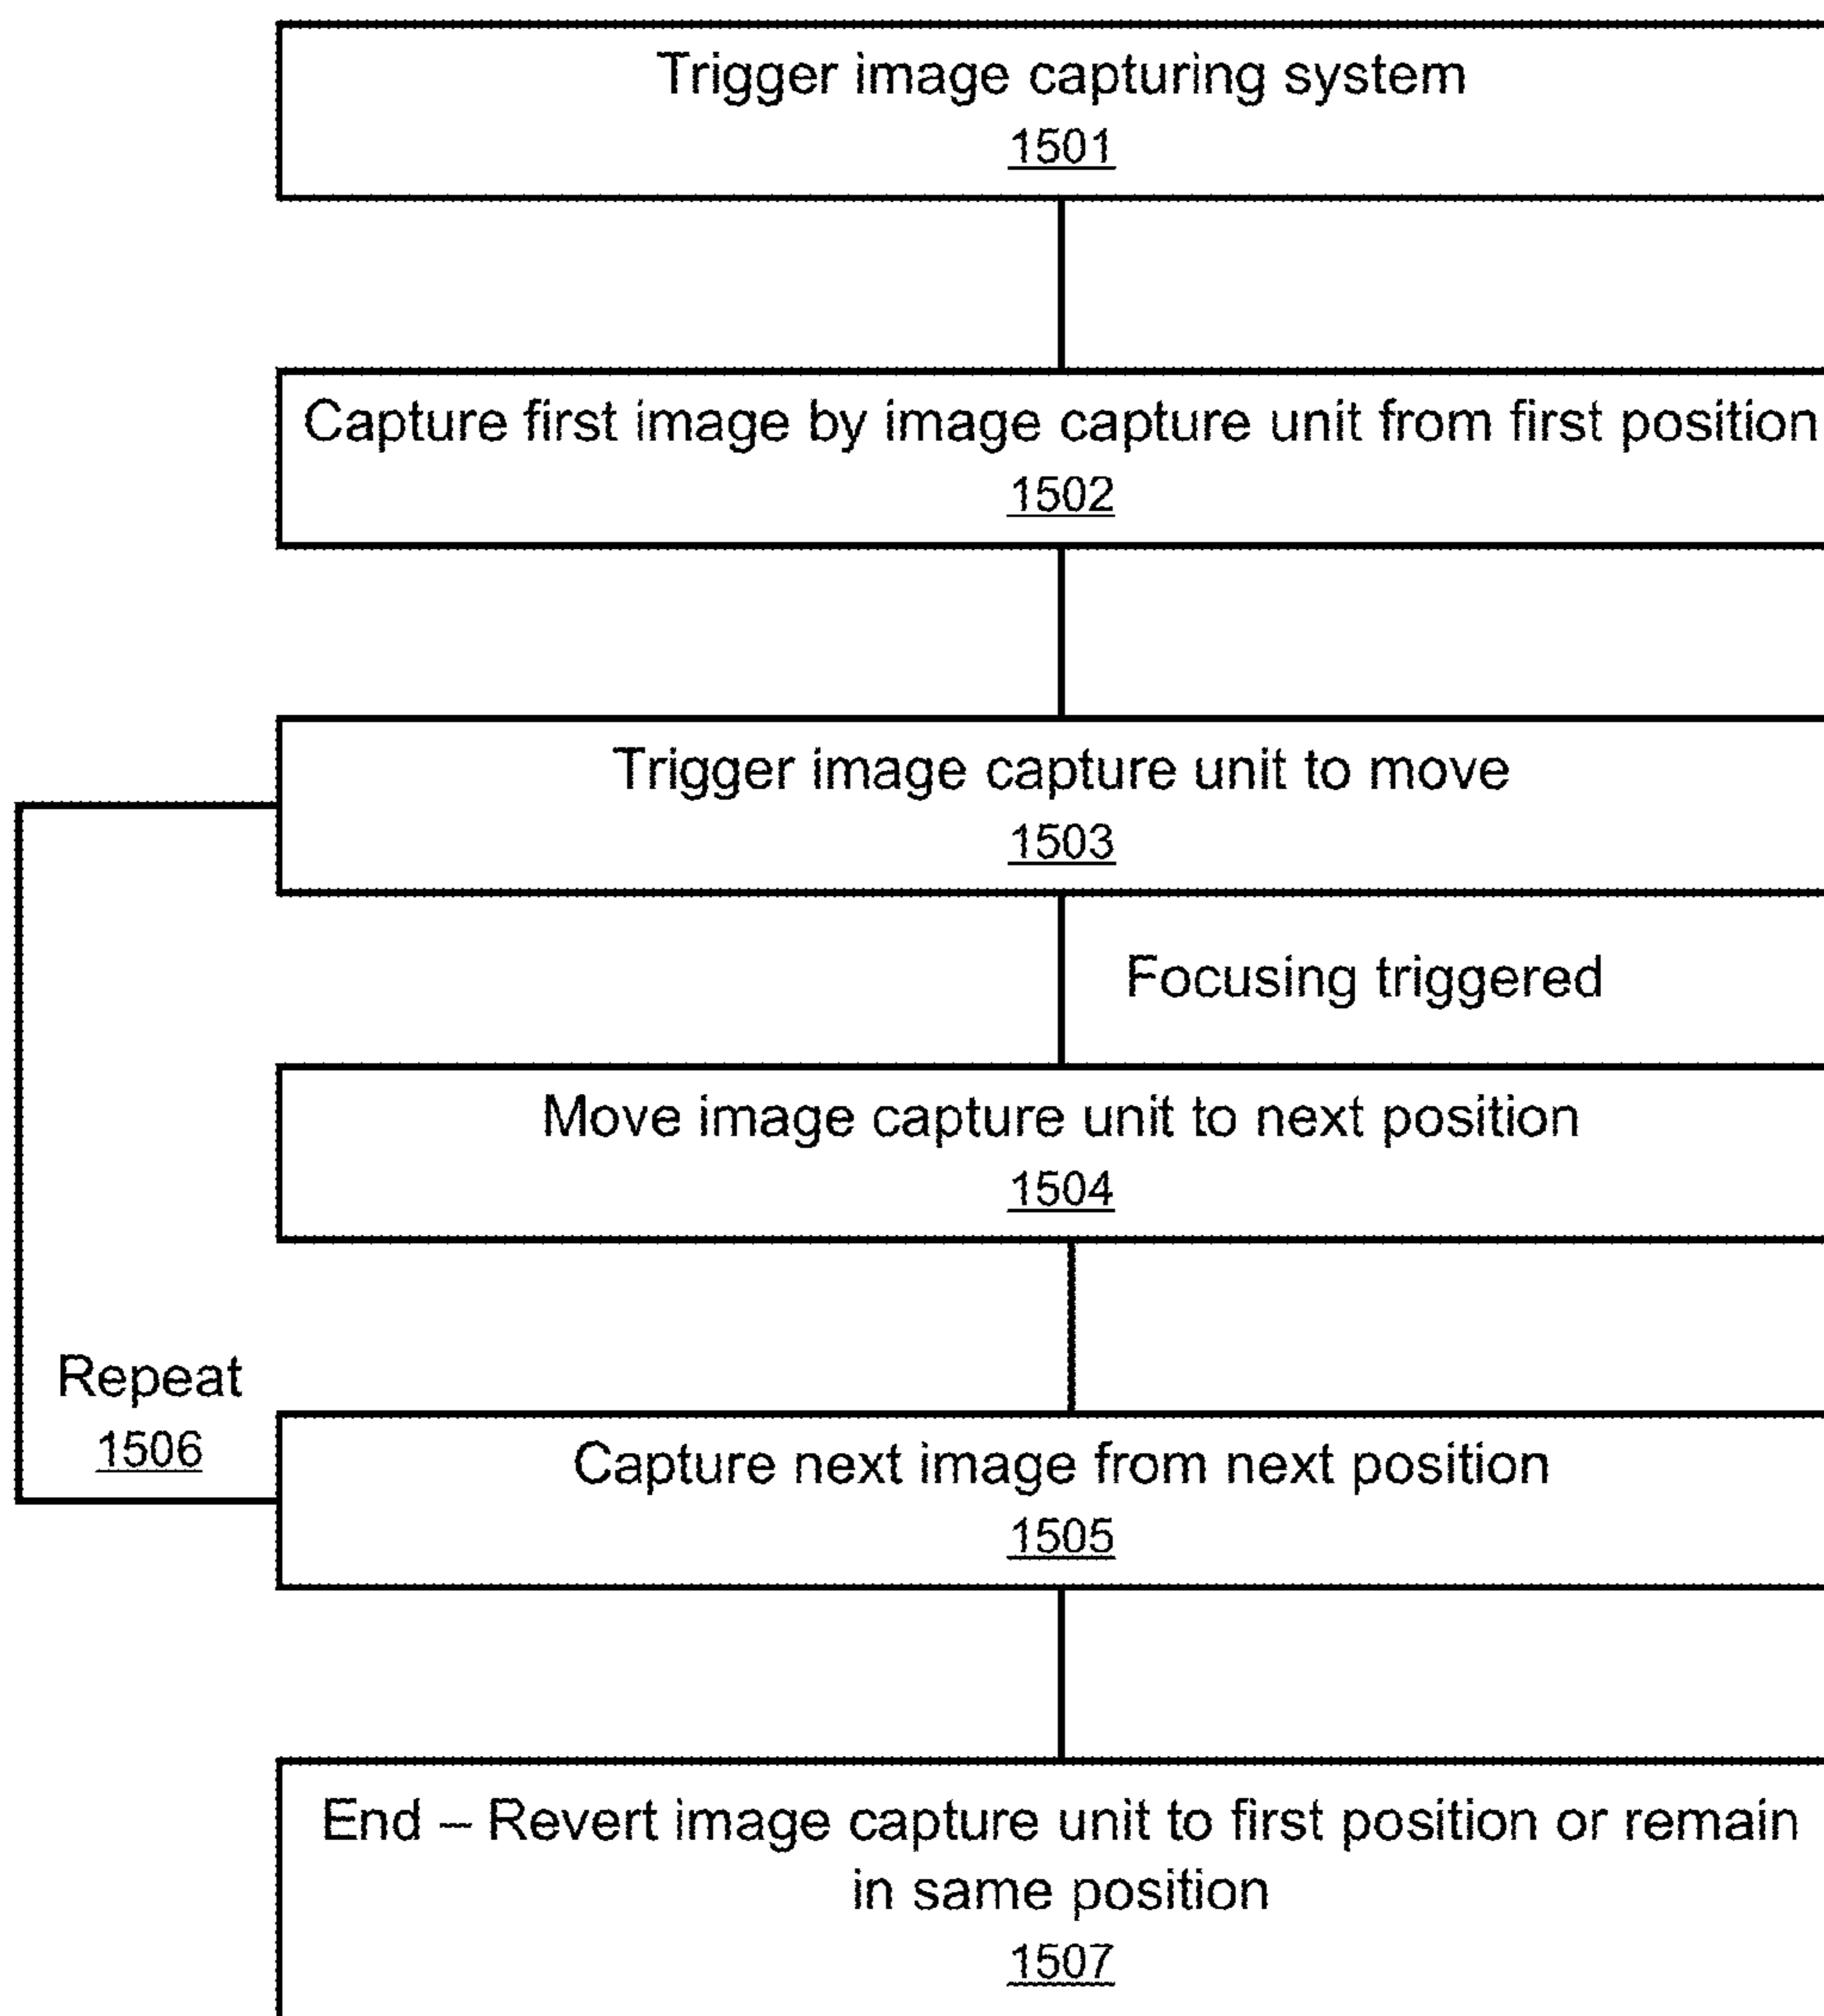 Trigger image capturing system
1501
Capture first image by image capture unit from first position
1502
Trigger image capture unit to move
1503
Focusing triggered
Move image capture unit to next position
1504
Repeat
1506
Capture next image from next position
1505
End – Revert image capture unit to first position or remain
in same position
1507